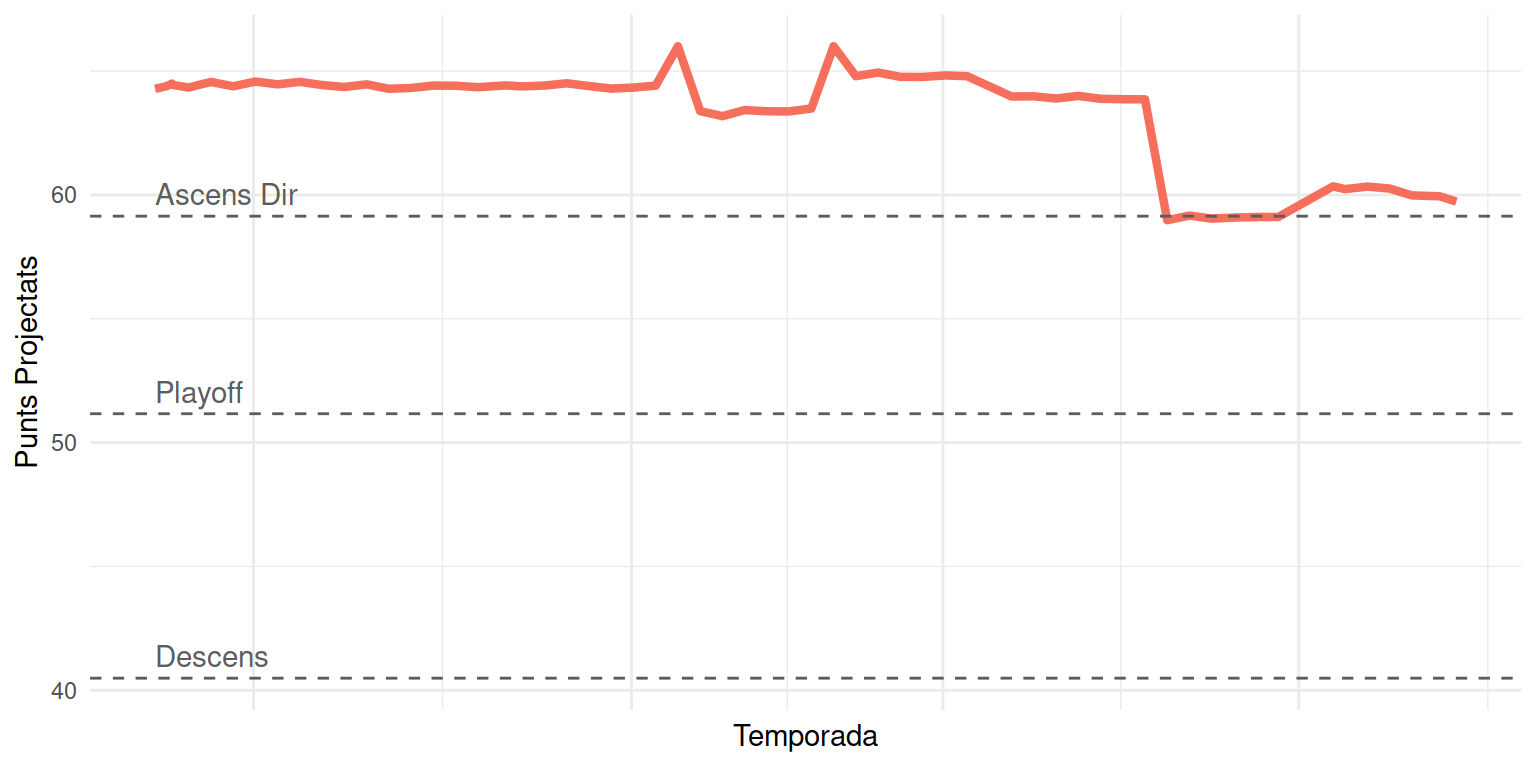 60
50
40
Ascens Dir
Playoff
Descens
Punts Projectats
Temporada